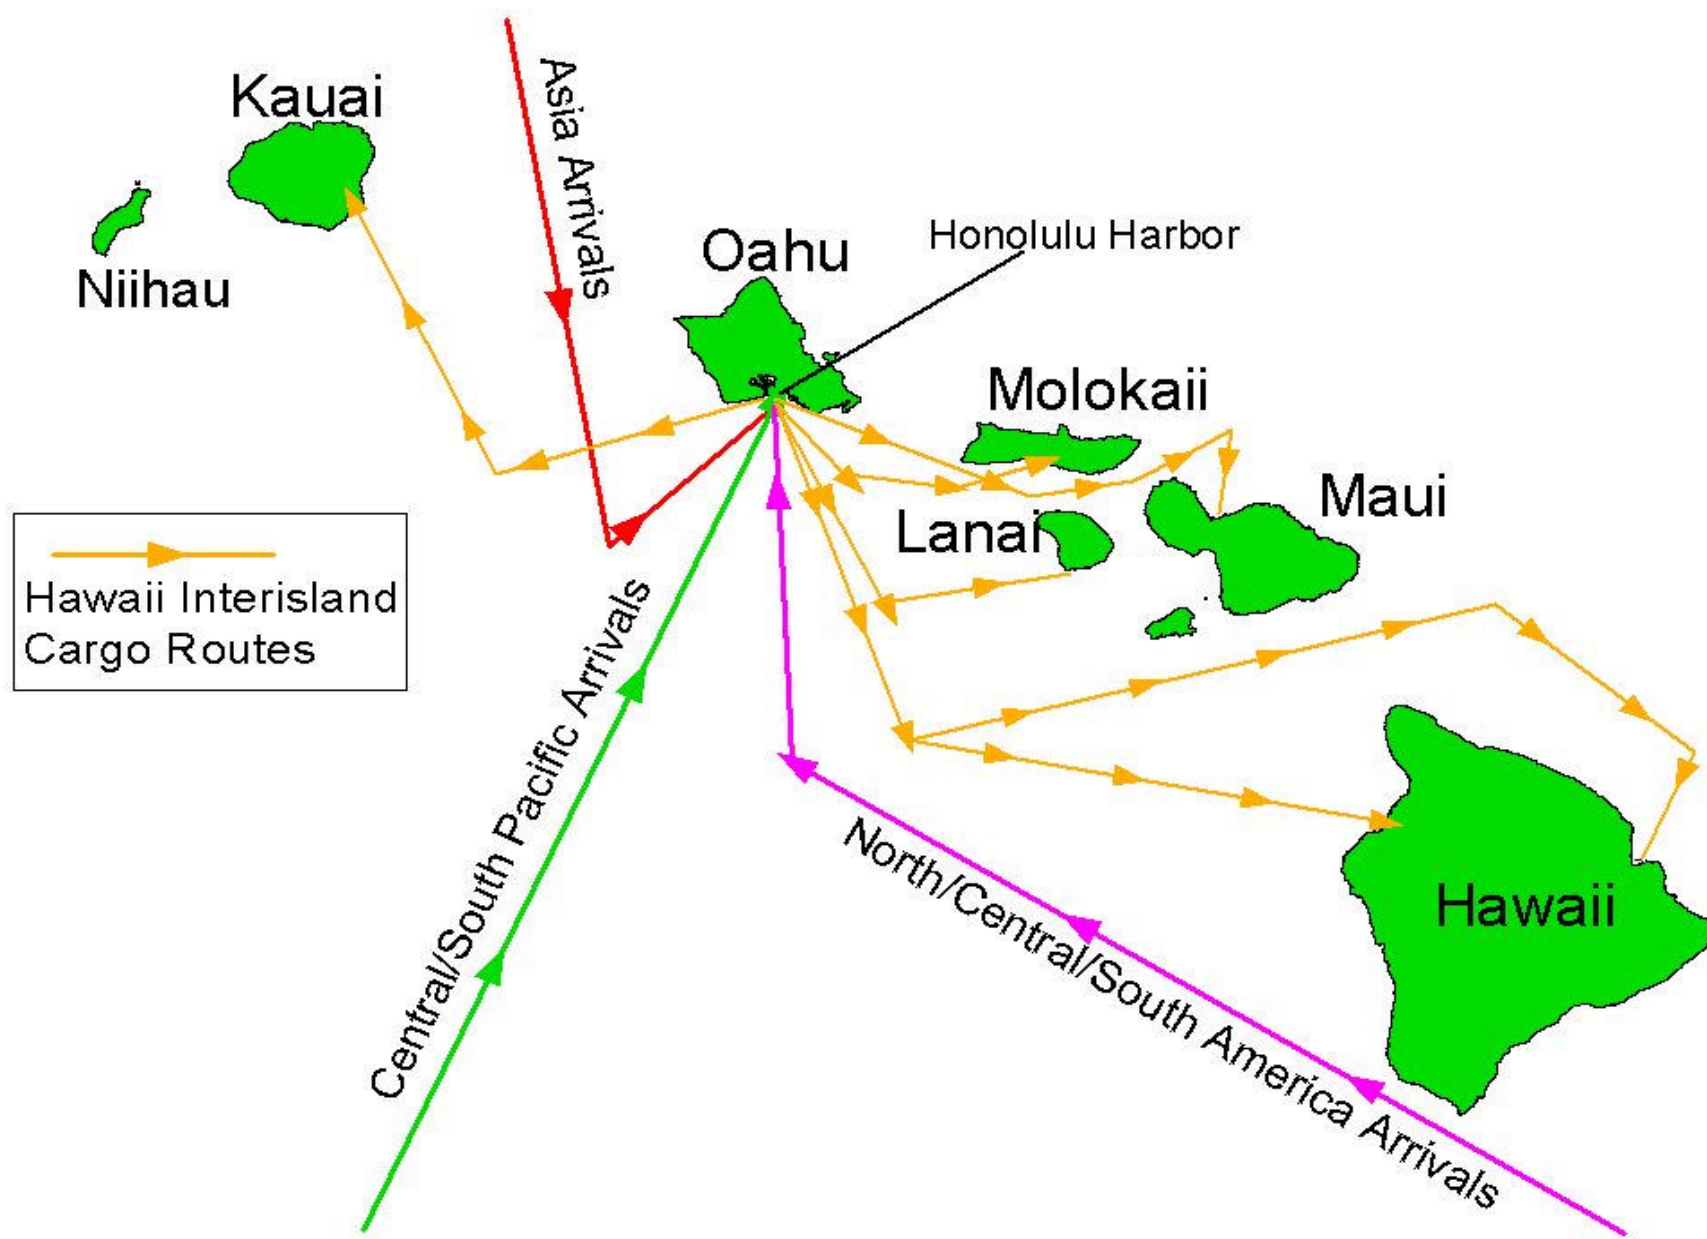 Kauai
Asia Arrivals
Niihau
Oahu
Honolulu Harbor
Molokaii
Maui
Lanai
Hawaii Interisland
Cargo Routes
Central/South Pacific Arrivals
North/Central/South America Arrivals
Hawaii